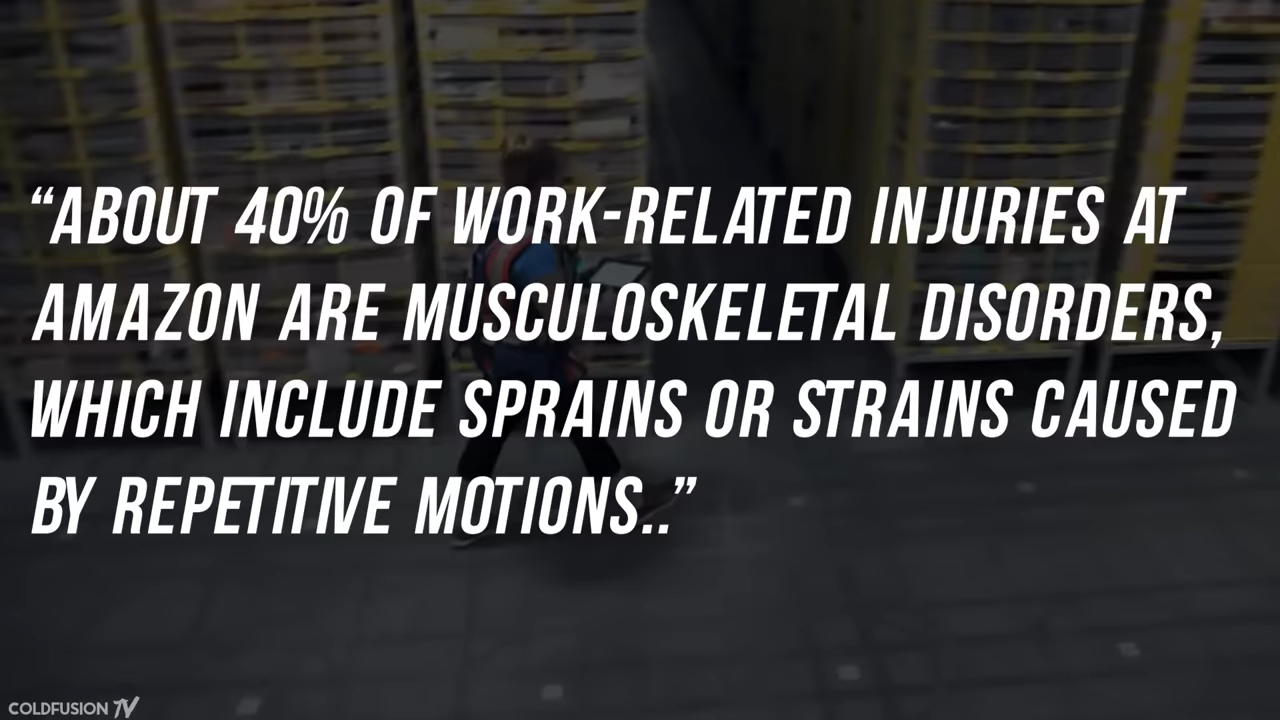 “ABOUT 40% OF WORK-RELATED INJURIES AT
AMAZON ARE MUSCULOSKELETAL DISORDERS,
WHICH INCLUDE SPRAINS OR STRAINS CAUSED
BY REPETITIVE MOTIONS..”
COLDFUSION TV